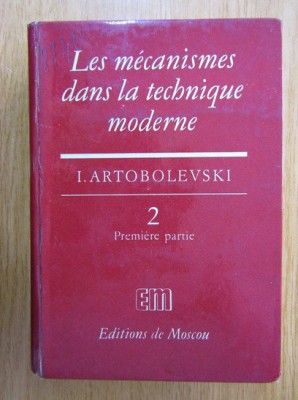 Les mécanismes
dans la technique
moderne
I. ARTOBOLEVSKI
2
Première partie
EM
Editions de Moscou